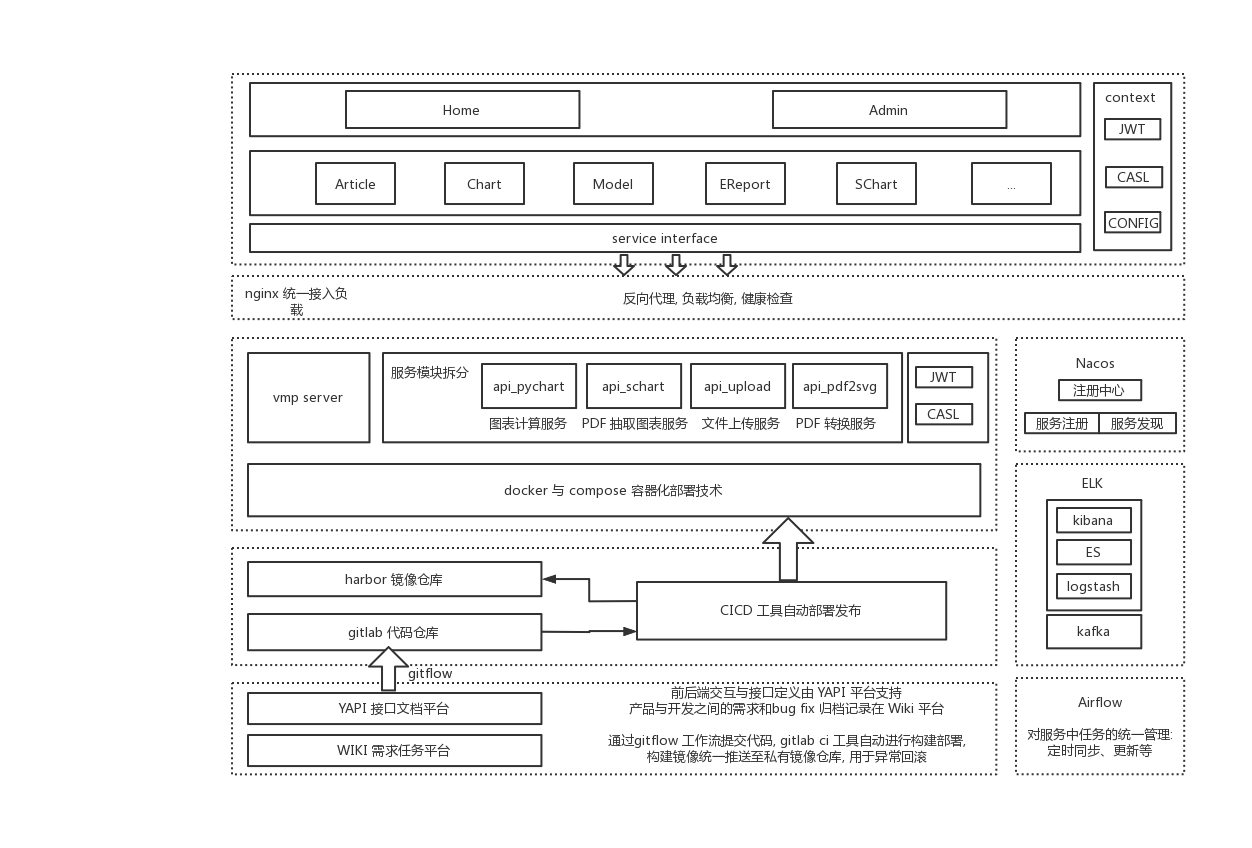 Home
Admin
context
JWT
CASL
CONFIG
Article
Chart
Model
EReport
SChart
...
service interface
nginx 统一接入负
载
反向代理, 负载均衡, 健康检查
vmp server
服务模块拆分
api_pychart
api_schart
api_upload
api_pdf2svg
图表计算服务
PDF 抽取图表服务
文件上传服务
PDF 转换服务
JWT
CASL
docker 与 compose 容器化部署技术
Nacos
注册中心
服务注册
服务发现
ELK
kibana
ES
logstash
kafka
harbor 镜像仓库
gitlab 代码仓库
CICD 工具自动部署发布
gitflow
YAPI 接口文档平台
WIKI 需求任务平台
前后端交互与接口定义由 YAPI 平台支持
产品与开发之间的需求和bug fix 归档记录在 Wiki 平台
通过gitflow 工作流提交代码, gitlab ci 工具自动进行构建部署,
构建镜像统一推送至私有镜像仓库, 用于异常回滚
Airflow
对服务中任务的统一管理:
定时同步、更新等